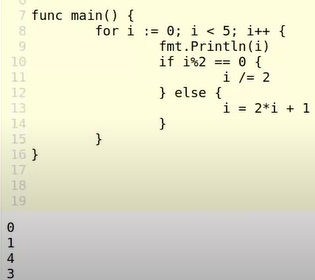 7 func main() {
8 for i := 0; i < 5; i++ {
9 fmt.Println(i)
10 if i%2 == 0 {
11 i /= 2
12 } else {
13 i = 2*i + 1
14 }
15 }
16 }
17
18
19
0
1
4
3